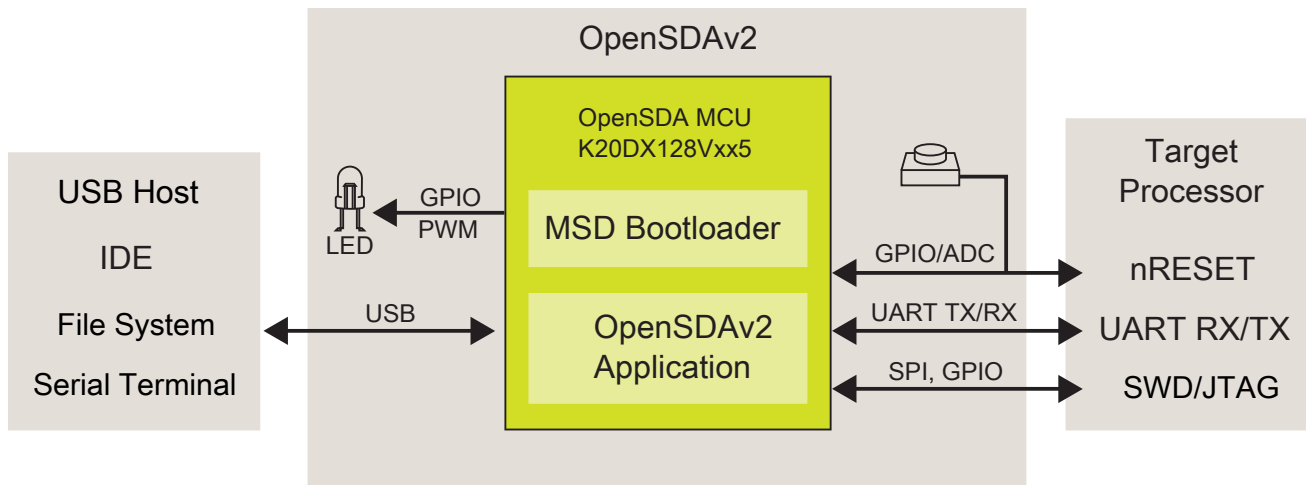 OpenSDAv2
USB Host
IDE
File System
Serial Terminal
LED
GPIO
PWM
USB
OpenSDA MCU
K20DX128Vxx5
MSD Bootloader
OpenSDAv2
Application
GPIO/ADC
UART TX/RX
SPI, GPIO
Target
Processor
nRESET
UART RX/TX
SWD/JTAG